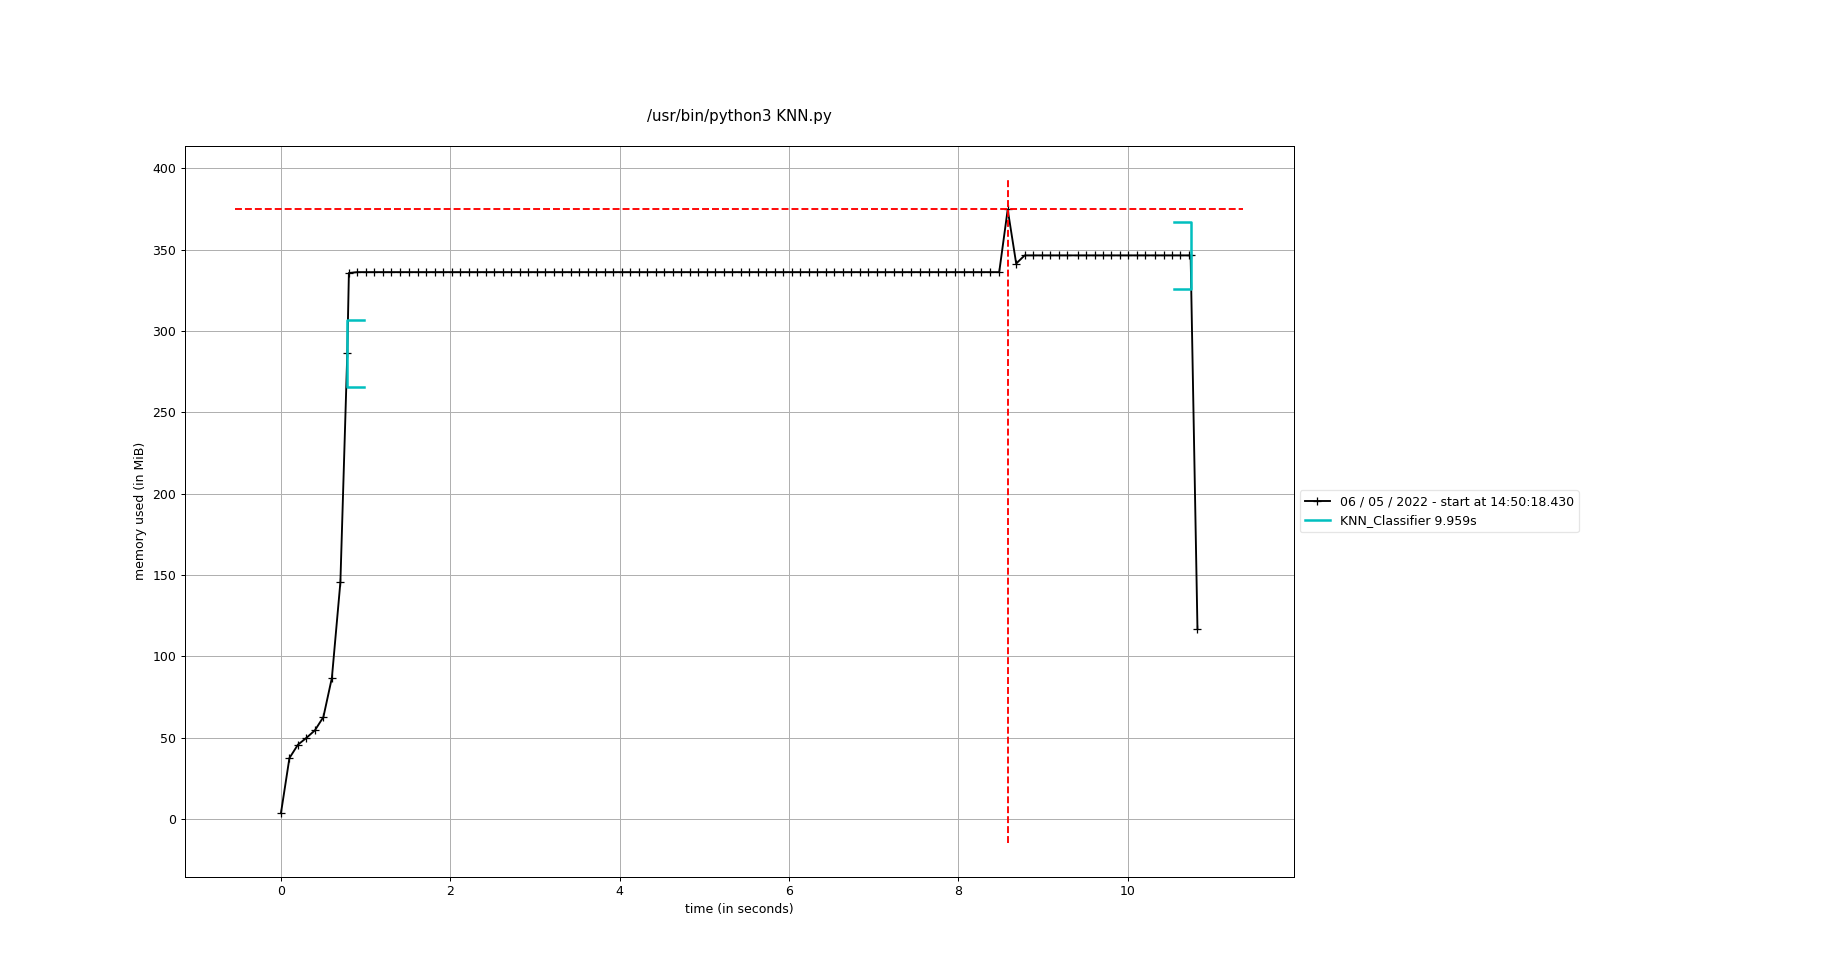 /usr/bin/python3 KNN.py
400
350
300
250
200
150
100
50
0
memory used (in MiB)
0 2 4 6 8 10
time (in seconds)
06 / 05 / 2022 - start at 14:50:18.430
KNN_Classifier 9.959s